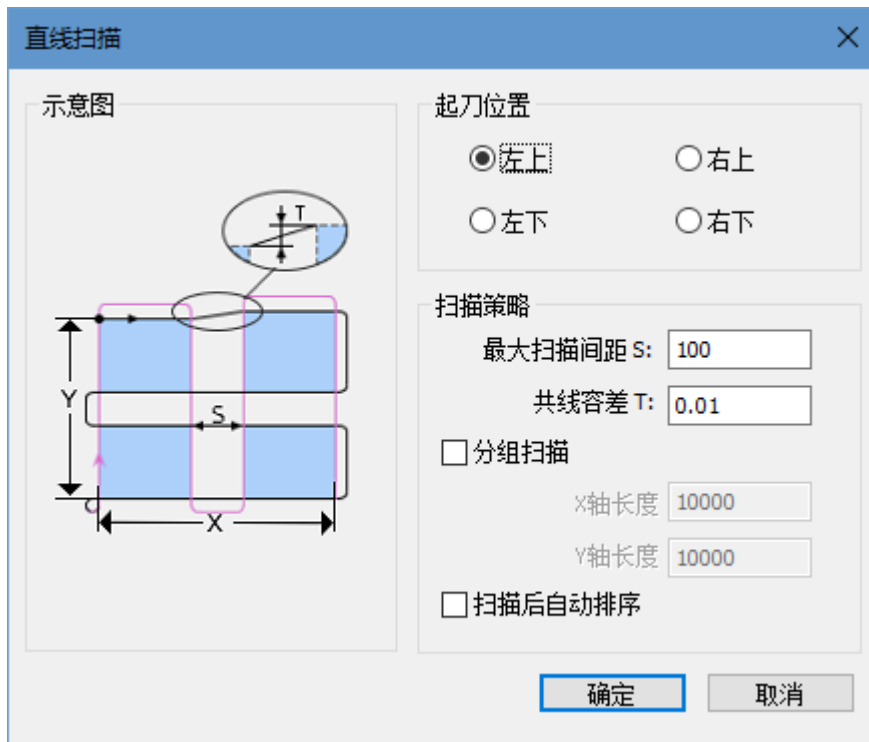 直线扫描
示意图
T
Y
S
X
起刀位置
左上
右上
左下
右下
扫描策略
最大扫描间距 S: 100
共线容差 T: 0.01
分组扫描
X轴长度 10000
Y轴长度 10000
扫描后自动排序
确定
取消